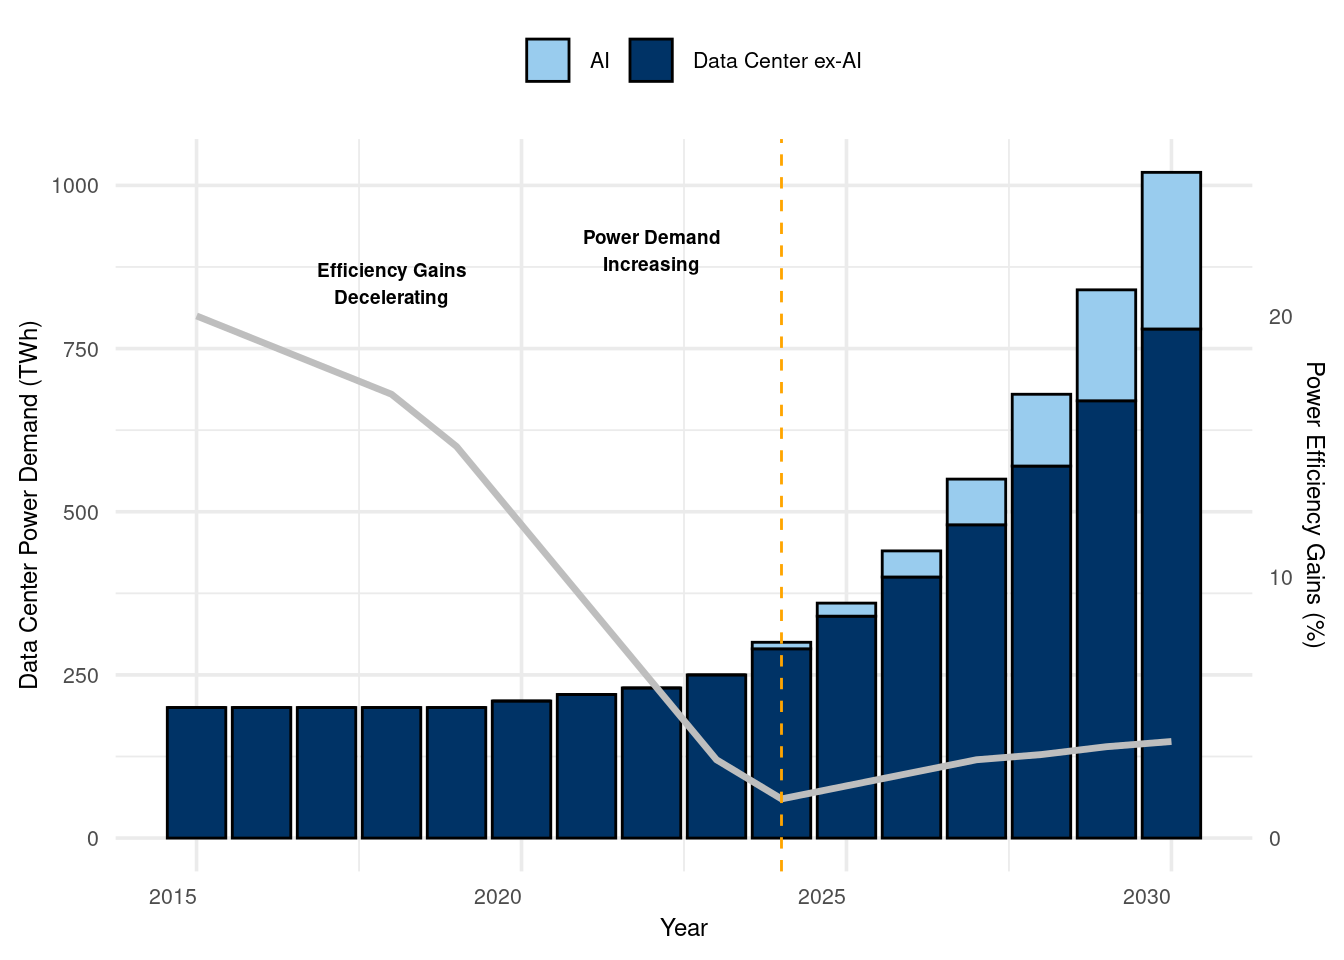 AI
Data Center ex-AI
Data Center Power Demand (TWh)
1000
750
500
250
0
Efficiency Gains
Decelerating
Power Demand
Increasing
20
10
0
Power Efficiency Gains (%)
2015
2020
2025
2030
Year